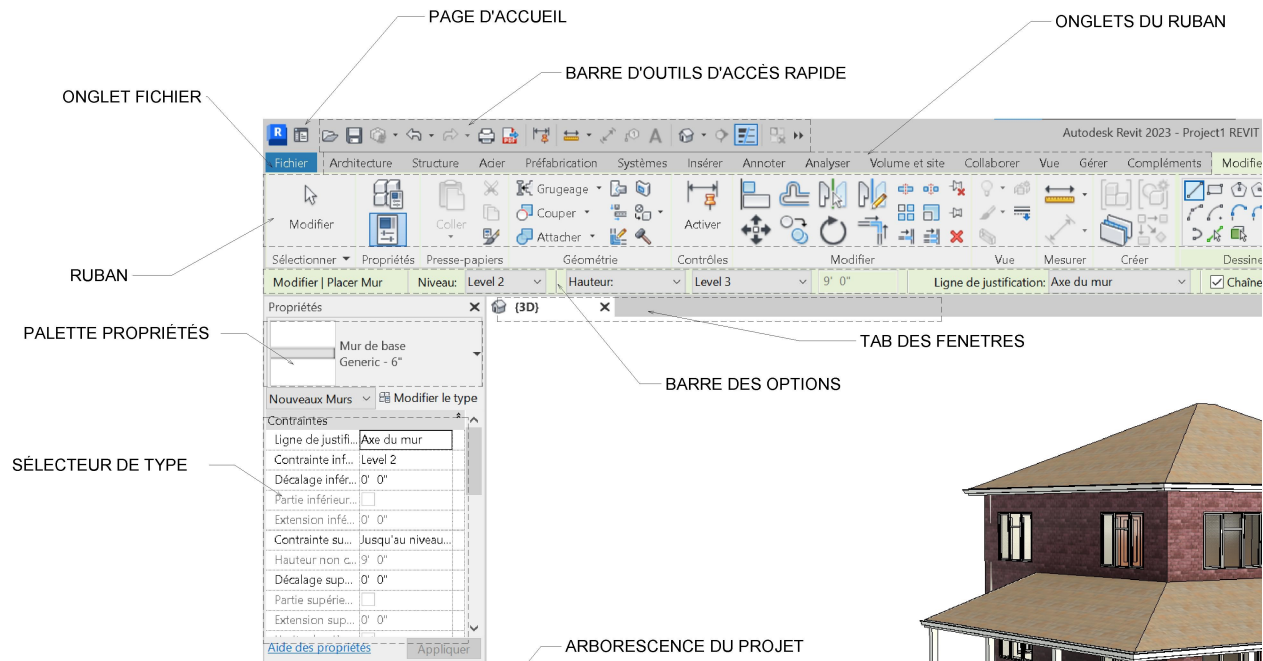 PAGE D'ACCUEIL
ONGLETS DU RUBAN
BARRE D'OUTILS D'ACCÈS RAPIDE
ONGLET FICHIER
R
PDF
A
Autodesk Revit 2023 - Project1 REVIT
Fichier Architecture Structure Acier Préfabrication Systèmes Insérer Annoter Analyser Volume et site Collaborer Vue Gérer Compléments Modifie
Grugeage
Coller Couper
Modifier Activer
Attacher
Sélectionner Propriétés Presse-papiers Géométrie Contrôles Modifier Vue Mesurer Créer Dessine
RUBAN
Modifier | Placer Mur Niveau: Level 2 Hauteur: Level 3 9' 0" Ligne de justification: Axe du mur Chaîne
Propriétés {3D}
PALETTE PROPRIÉTÉS
TAB DES FENETRES
Mur de base
Generic - 6"
BARRE DES OPTIONS
Nouveaux Murs Modifier le type
Contraintes
Ligne de justifi... Axe du mur
Contrainte inf... Level 2
SÉLECTEUR DE TYPE
Décalage infér... 0' 0"
Partie inférieur...
Extension infé... 0' 0"
Contrainte su... Jusqu'au niveau...
Hauteur non c... 9' 0"
Décalage sup... 0' 0"
Partie supérie...
Extension sup... 0' 0"
Aide des propriétés Appliquer
ARBORESCENCE DU PROJET